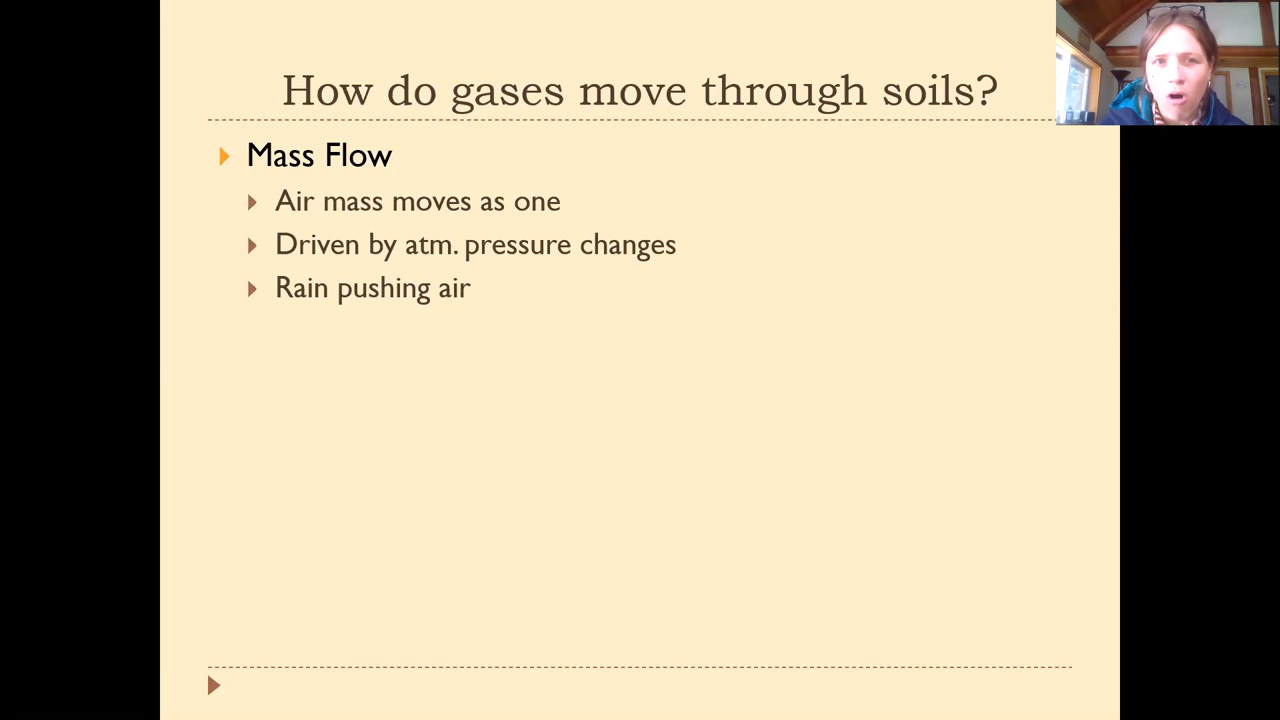 How do gases move through soils?
Mass Flow
Air mass moves as one
Driven by atm. pressure changes
Rain pushing air